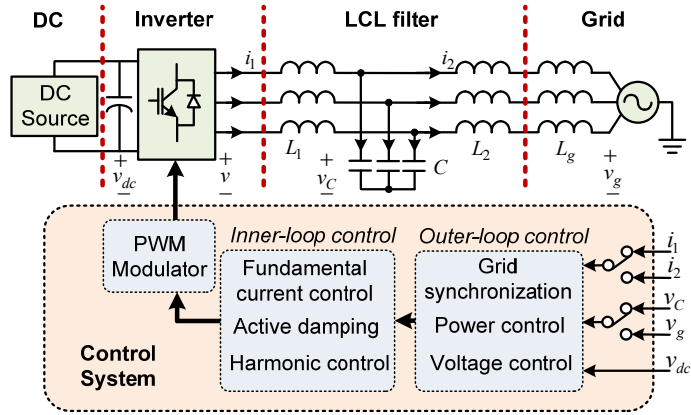 DC
Inverter
LCL filter
Grid
DC
Source
i1
i2
L1
C
L2
Lg
+
vdc
−
+
v
−
+
vC
−
+
vg
−
PWM
Modulator
Inner-loop control
Fundamental
current control
Active damping
Harmonic control
Outer-loop control
Grid
synchronization
Power control
Voltage control
i1
i2
vC
vg
vdc
Control
System